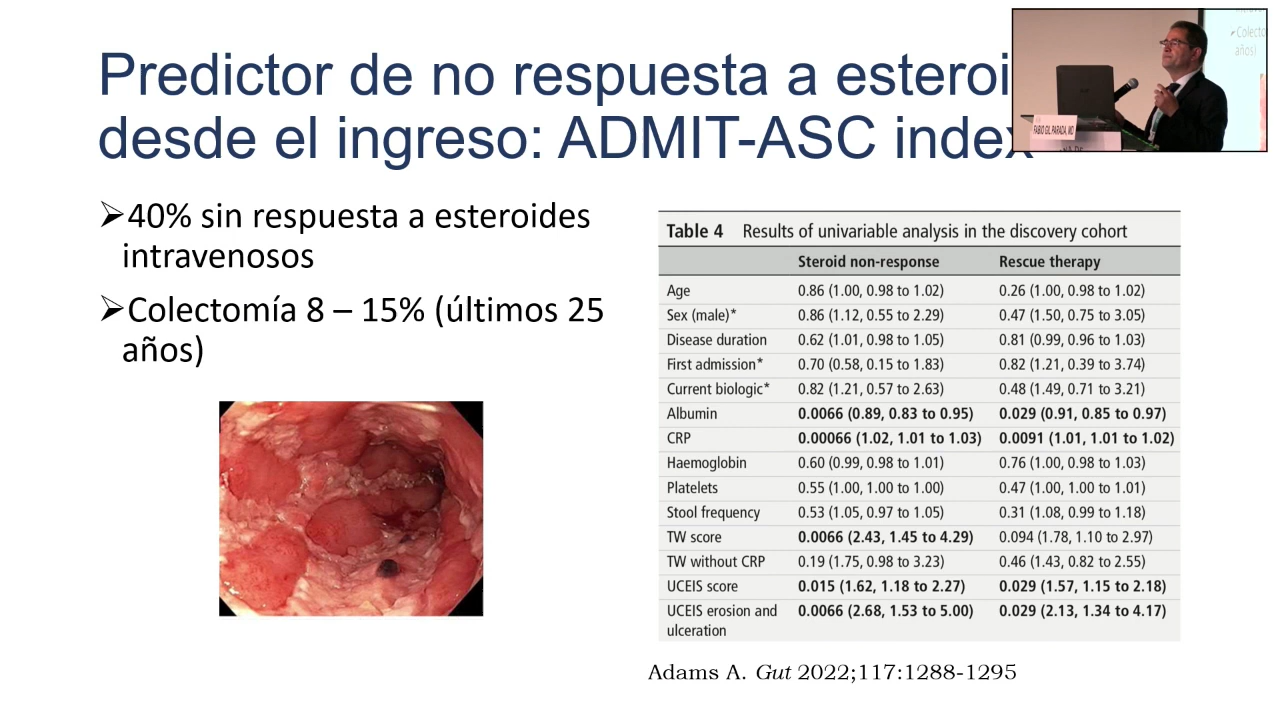 Predictor de no respuesta a esteroi
desde el ingreso: ADMIT-ASC index
➢40% sin respuesta a esteroides
intravenosos
➢Colectomía 8 – 15% (últimos 25
años)
Table 4 Results of univariable analysis in the discovery cohort
Steroid non-response Rescue therapy
Age 0.86 (1.00, 0.98 to 1.02) 0.26 (1.00, 0.98 to 1.02)
Sex (male)* 0.86 (1.12, 0.55 to 2.29) 0.47 (1.50, 0.75 to 3.05)
Disease duration 0.62 (1.01, 0.98 to 1.05) 0.81 (0.99, 0.96 to 1.03)
First admission* 0.70 (0.58, 0.15 to 1.83) 0.82 (1.21, 0.39 to 3.74)
Current biologic* 0.82 (1.21, 0.57 to 2.63) 0.48 (1.49, 0.71 to 3.21)
Albumin 0.0066 (0.89, 0.83 to 0.95) 0.029 (0.91, 0.85 to 0.97)
CRP 0.00066 (1.02, 1.01 to 1.03) 0.0091 (1.01, 1.01 to 1.02)
Haemoglobin 0.60 (0.99, 0.98 to 1.01) 0.76 (1.00, 0.98 to 1.03)
Platelets 0.55 (1.00, 1.00 to 1.00) 0.47 (1.00, 1.00 to 1.01)
Stool frequency 0.53 (1.05, 0.97 to 1.05) 0.31 (1.08, 0.99 to 1.18)
TW score 0.0066 (2.43, 1.45 to 4.29) 0.094 (1.78, 1.10 to 2.97)
TW without CRP 0.19 (1.75, 0.98 to 3.23) 0.46 (1.43, 0.82 to 2.55)
UCEIS score 0.015 (1.62, 1.18 to 2.27) 0.029 (1.57, 1.15 to 2.18)
UCEIS erosion and 0.0066 (2.68, 1.53 to 5.00) 0.029 (2.13, 1.34 to 4.17)
ulceration
Adams A. Gut 2022;117:1288-1295
FABIO GIL PARADA, MD
Colecto
años)